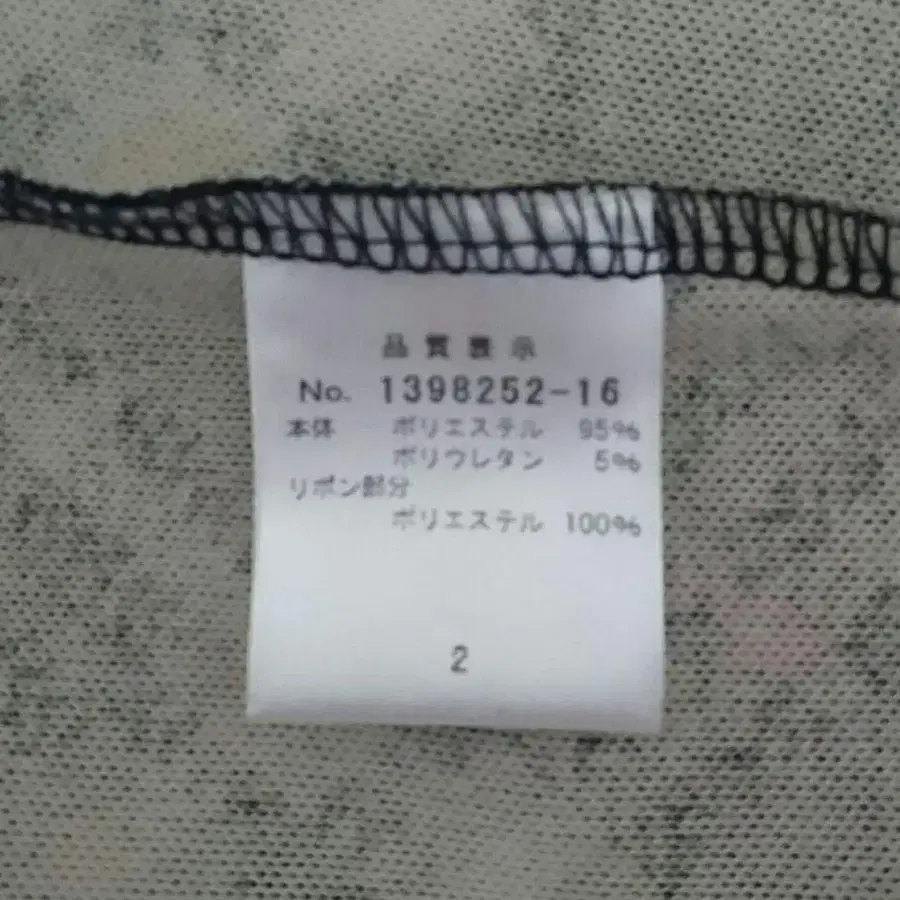 品質表示
No. 1398252-16
本体 ポリエステル 95%
ポリウレタン 5%
リボン部分
ポリエステル 100%
2